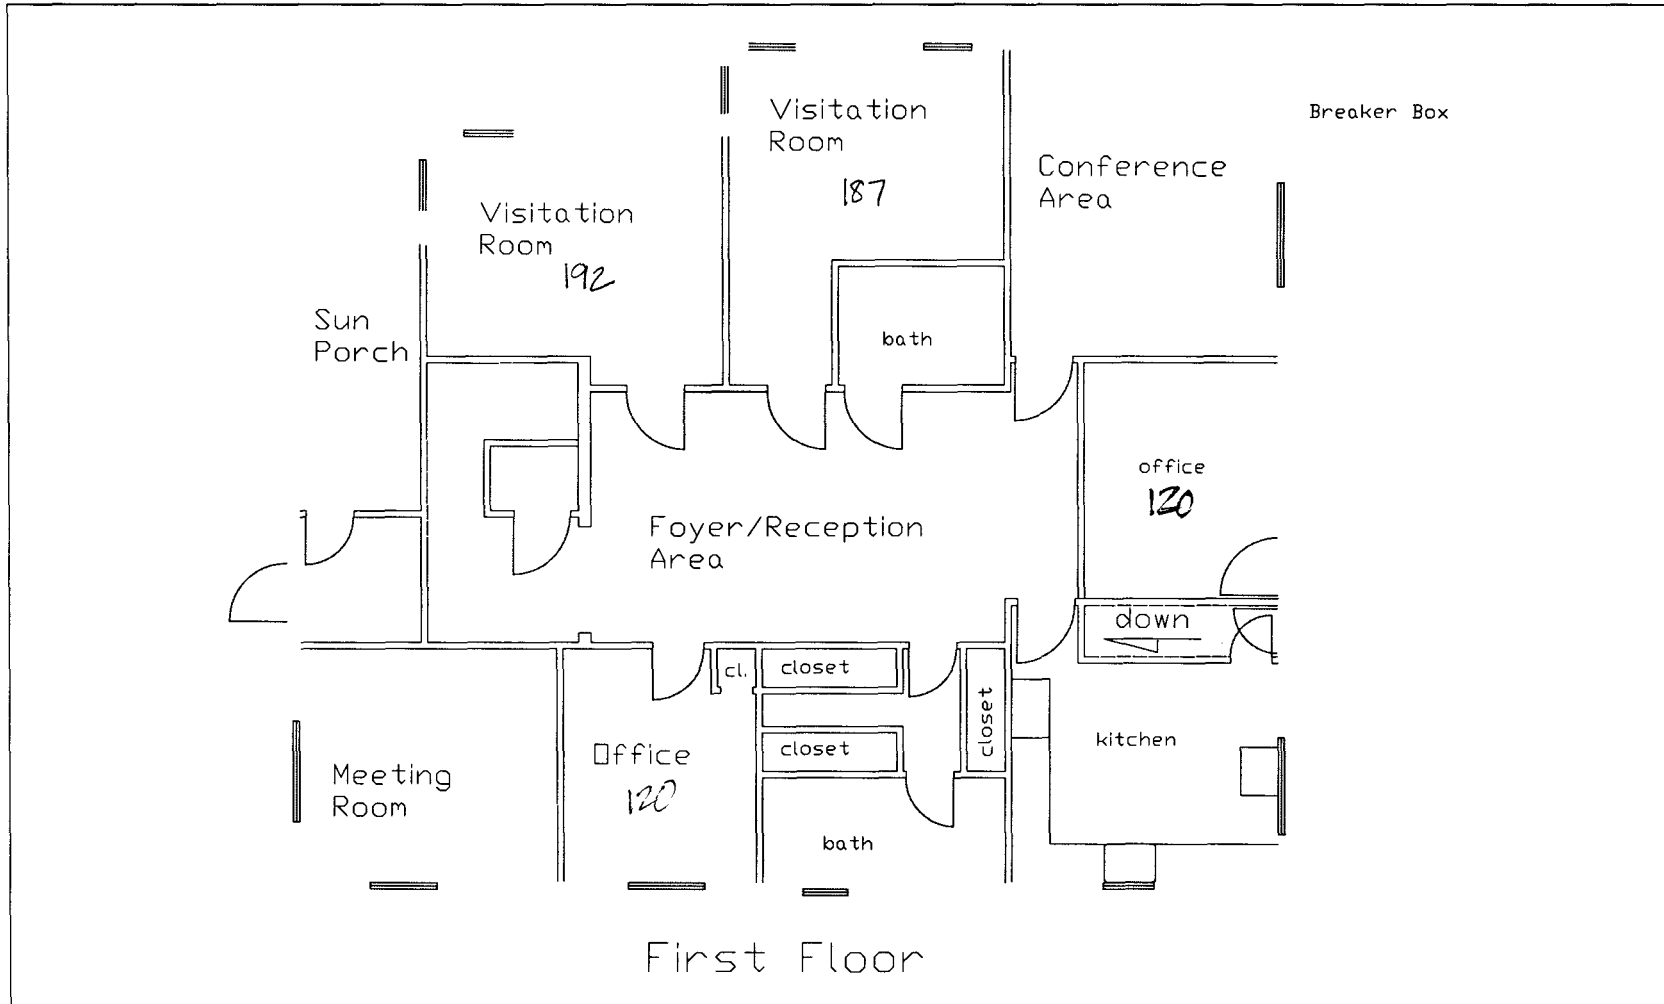 Visitation
Room
187
Breaker Box
Conference
Area
Visitation
Room
192
Sun
Porch
bath
office
120
Foyer/Reception
Area
down
cl.
closet
closet
closet
kitchen
Office
120
Meeting
Room
bath
First Floor